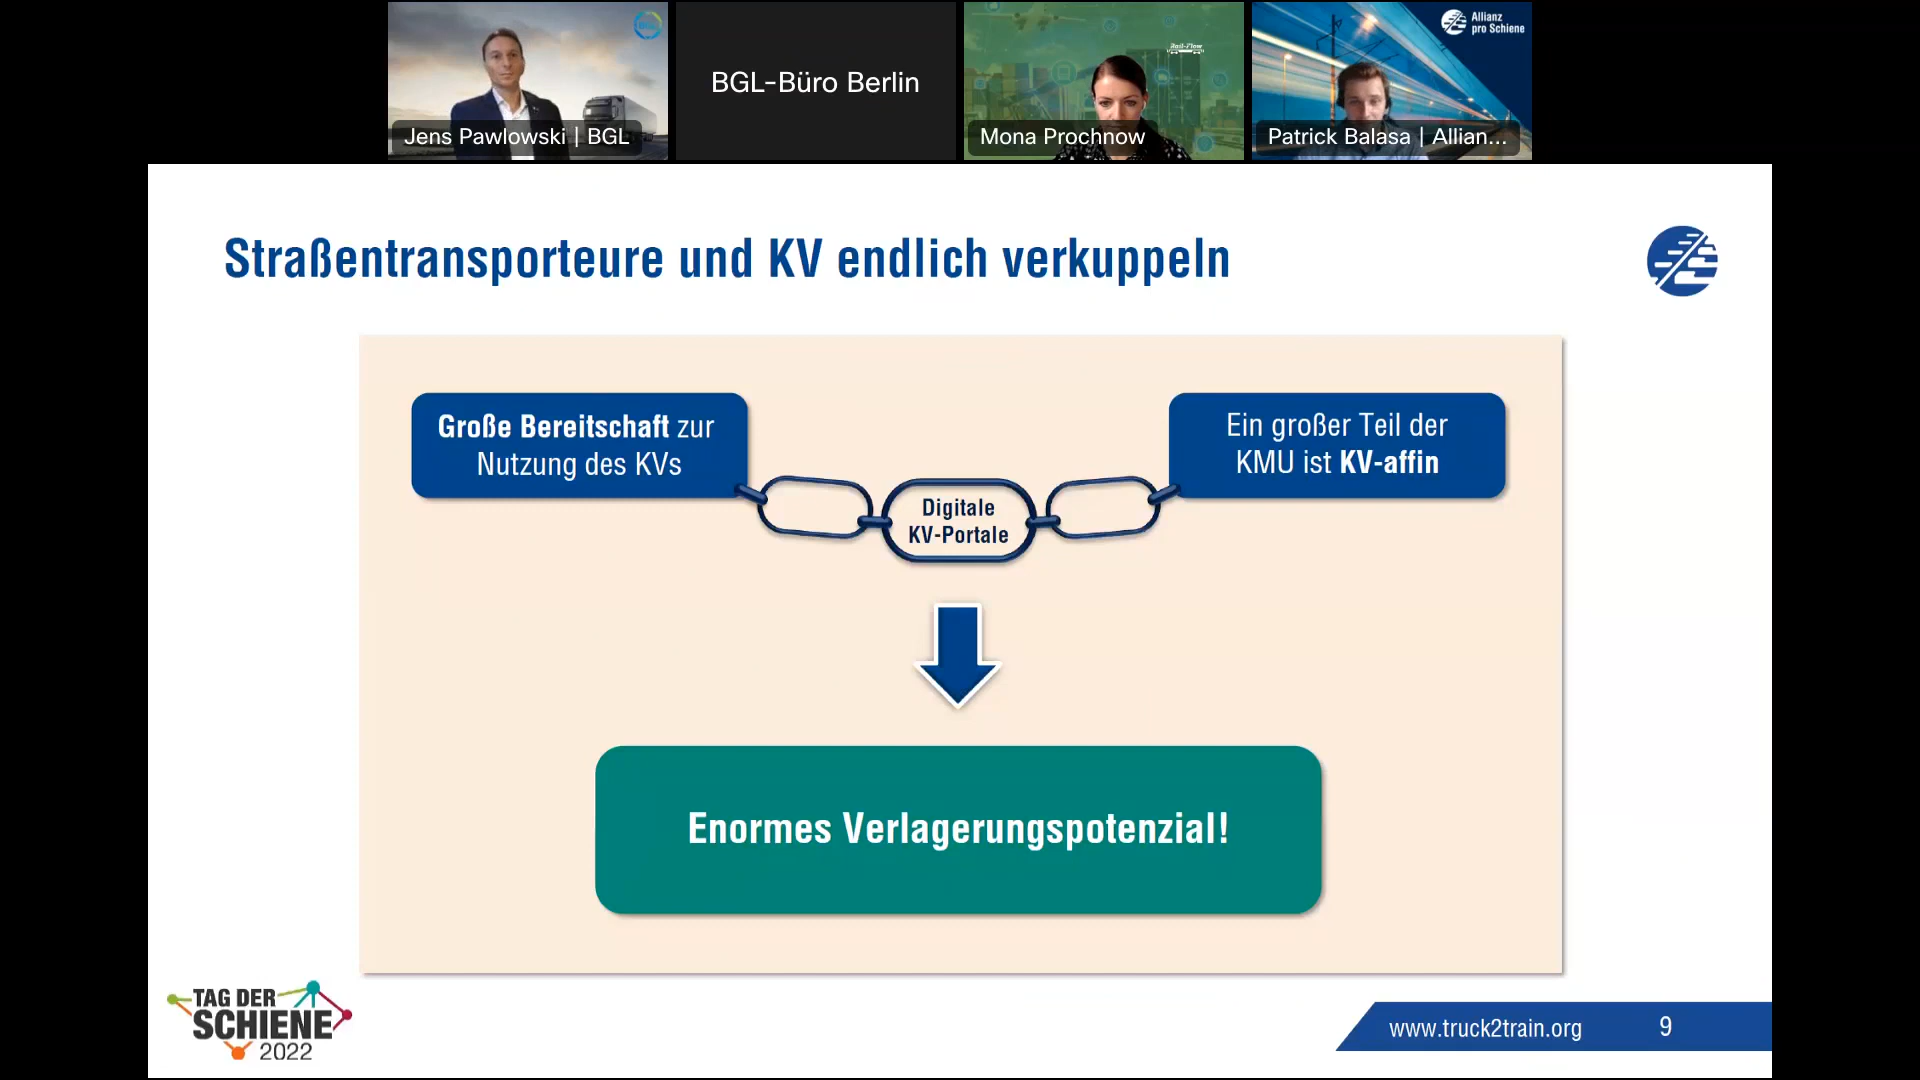 Allianz
pro Schiene
BGL-Büro Berlin
Rail-Flow
Jens Pawlowski | BGL
Mona Prochnow
Patrick Balasa | Allian...
Straßentransporteure und KV endlich verkuppeln
Große Bereitschaft zur
Nutzung des KVs
Ein großer Teil der
KMU ist KV-affin
Digitale
KV-Portale
Enormes Verlagerungspotenzial!
TAG DER
SCHIENE
2022
www.truck2train.org
9